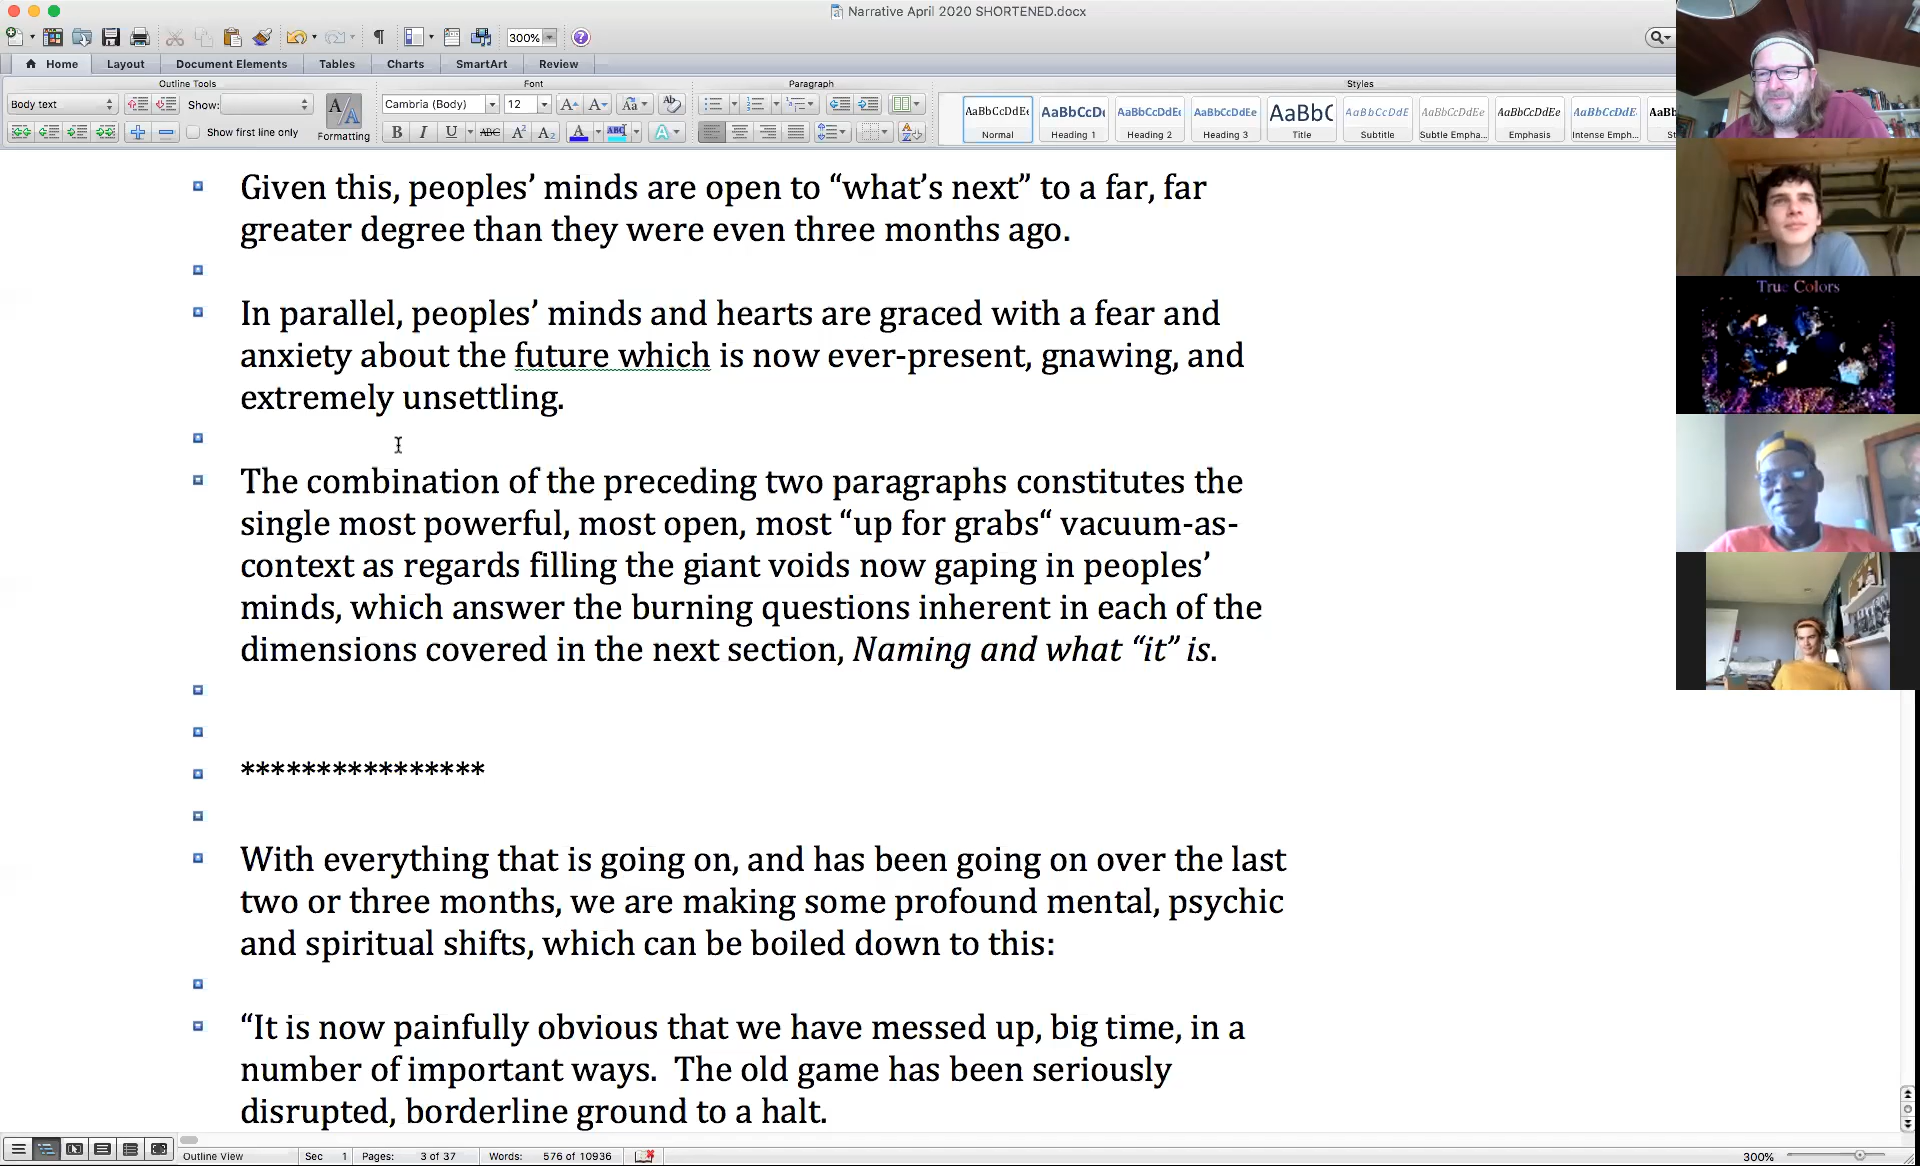 Narrative April 2020 SHORTENED.docx
300%
Home Layout Document Elements Tables Charts SmartArt Review
Outline Tools Font Paragraph Styles
Body text Show: Cambria (Body) 12
AaBbCcDdEe AaBbCcDc AaBbCcDdEe AaBbCcDdEe AaBbC AaBbCcDdEe AaBbCcDdEe AaBbCcDdEe AaBbCcDdE
Show first line only Formatting Normal Heading 1 Heading 2 Heading 3 Title Subtitle Subtle Empha... Emphasis Intense Emph...
Given this, peoples’ minds are open to “what’s next” to a far, far
greater degree than they were even three months ago.
In parallel, peoples’ minds and hearts are graced with a fear and
anxiety about the future which is now ever-present, gnawing, and
extremely unsettling.
The combination of the preceding two paragraphs constitutes the
single most powerful, most open, most “up for grabs“ vacuum-as-
context as regards filling the giant voids now gaping in peoples’
minds, which answer the burning questions inherent in each of the
dimensions covered in the next section, Naming and what “it” is.
****************
With everything that is going on, and has been going on over the last
two or three months, we are making some profound mental, psychic
and spiritual shifts, which can be boiled down to this:
“It is now painfully obvious that we have messed up, big time, in a
number of important ways.  The old game has been seriously
disrupted, borderline ground to a halt.
True Colors
Outline View Sec 1 Pages: 3 of 37 Words: 576 of 10936 300%